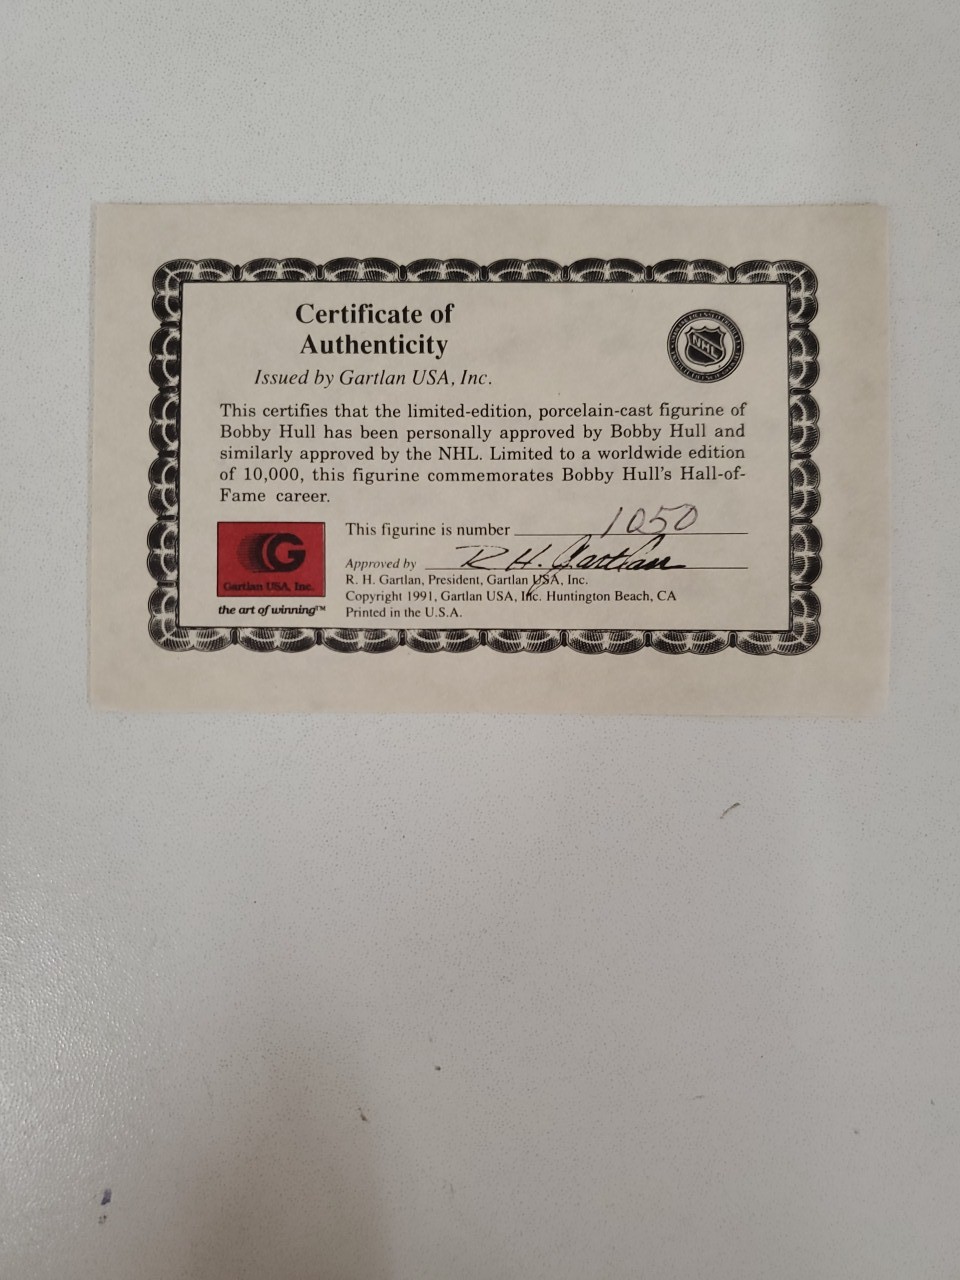 Certificate of
Authenticity
Issued by Gartlan USA, Inc.
NHL
This certifies that the limited-edition, porcelain-cast figurine of
Bobby Hull has been personally approved by Bobby Hull and
similarly approved by the NHL. Limited to a worldwide edition
of 10,000, this figurine commemorates Bobby Hull's Hall-of-
Fame career.
This figurine is number 1050
Approved by R. H. Gartlan
R. H. Gartlan, President, Gartlan USA, Inc.
Copyright 1991, Gartlan USA, Inc. Huntington Beach, CA
Printed in the U.S.A.
G
Gartlan USA, Inc.
the art of winning™